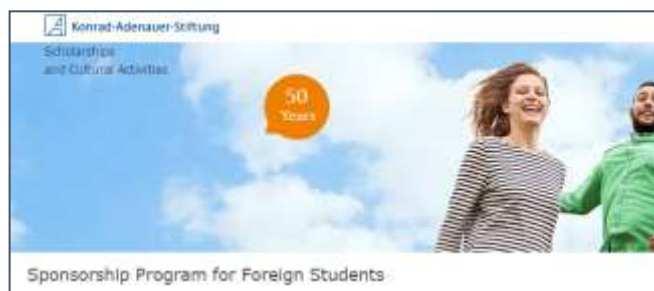 Konrad-Adenauer-Stiftung
Scholarships
and Cultural Activities
50
Years
Sponsorship Program for Foreign Students